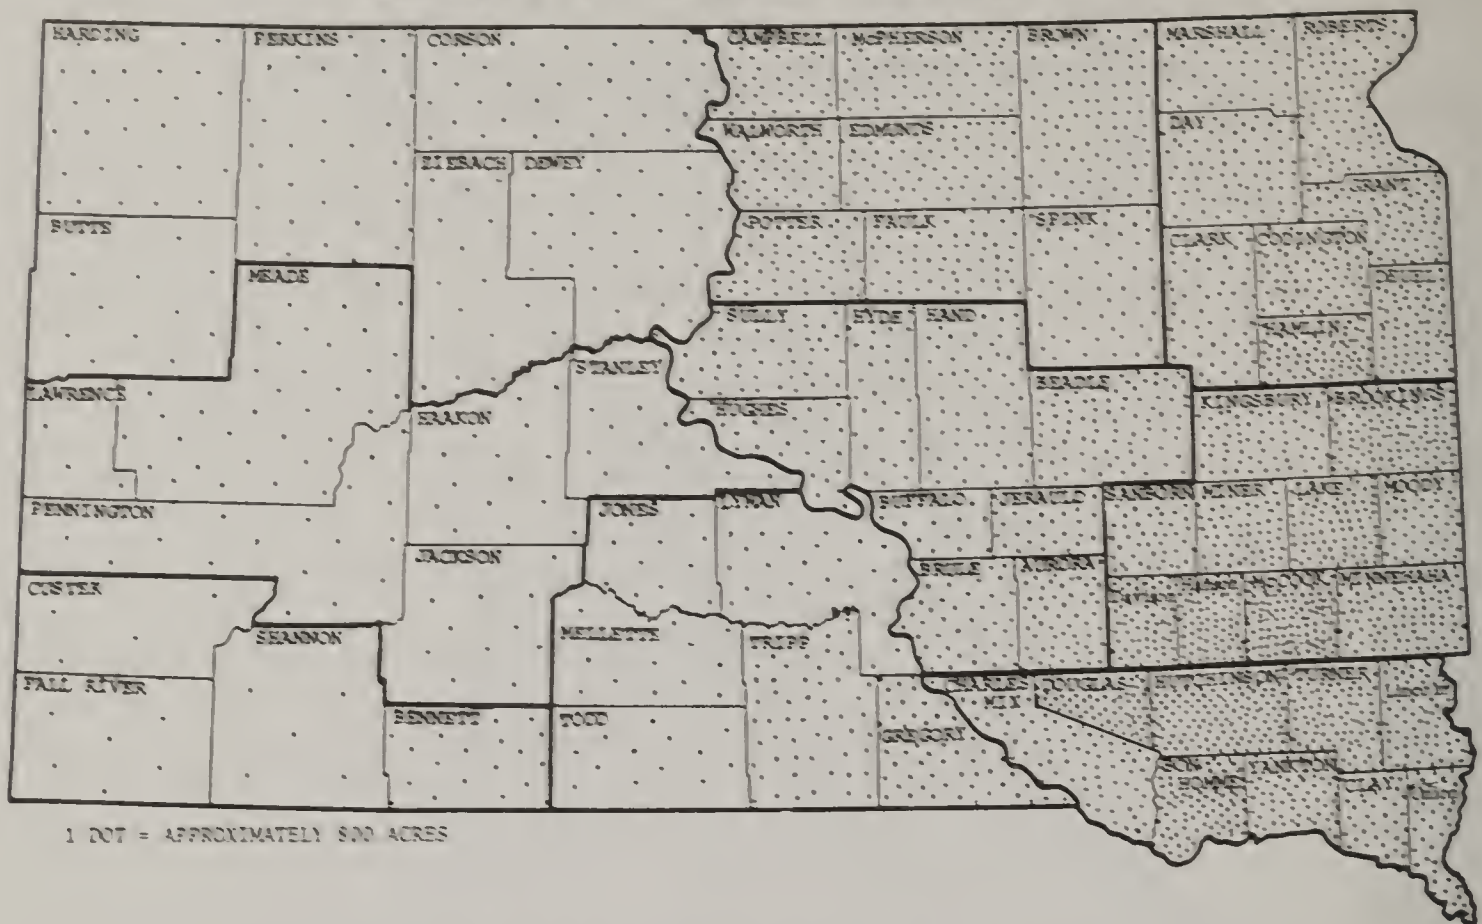 HARDING
PERKINS
CORSON
CAMPBELL
McPHERSON
BROWN
MARSHALL
ROBERTS
WALWORTH
EDMUNDS
DAY
ZIEBACH
DEWEY
GRANT
BUTTE
POTTER
FAULK
SPINK
CLARK
CODINGTON
MEADE
DEUEL
SULLY
HYDE
HAND
HAMLIN
STANLEY
BEADLE
LAWRENCE
HUGHES
KINGSBURY
BROOKINGS
HAAKON
PENNINGTON
JONES
LYMAN
BUFFALO
JERAULD
SANBORN
MINER
LAKE
MOODY
JACKSON
BRULE
AURORA
Hanson
MCCOOK
MINNEHAHA
CUSTER
SHANNON
MELLETTE
TRIPP
FALL RIVER
CHARLES
MIX
DOUGLAS
HUTCHINSON
TURNER
Lincoln
BENNETT
TODD
GREGORY
BON
HOMME
YANKTON
CLAY
Union
1 DOT = APPROXIMATELY 800 ACRES